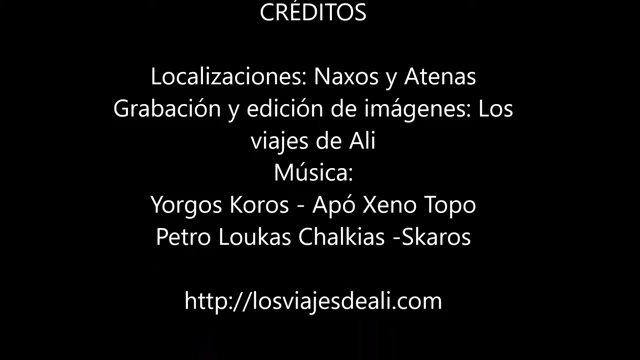 CRÉDITOS
Localizaciones: Naxos y Atenas
Grabación y edición de imágenes: Los
viajes de Ali
Música:
Yorgos Koros - Apó Xeno Topo
Petro Loukas Chalkias -Skaros
http://losviajesdeali.com